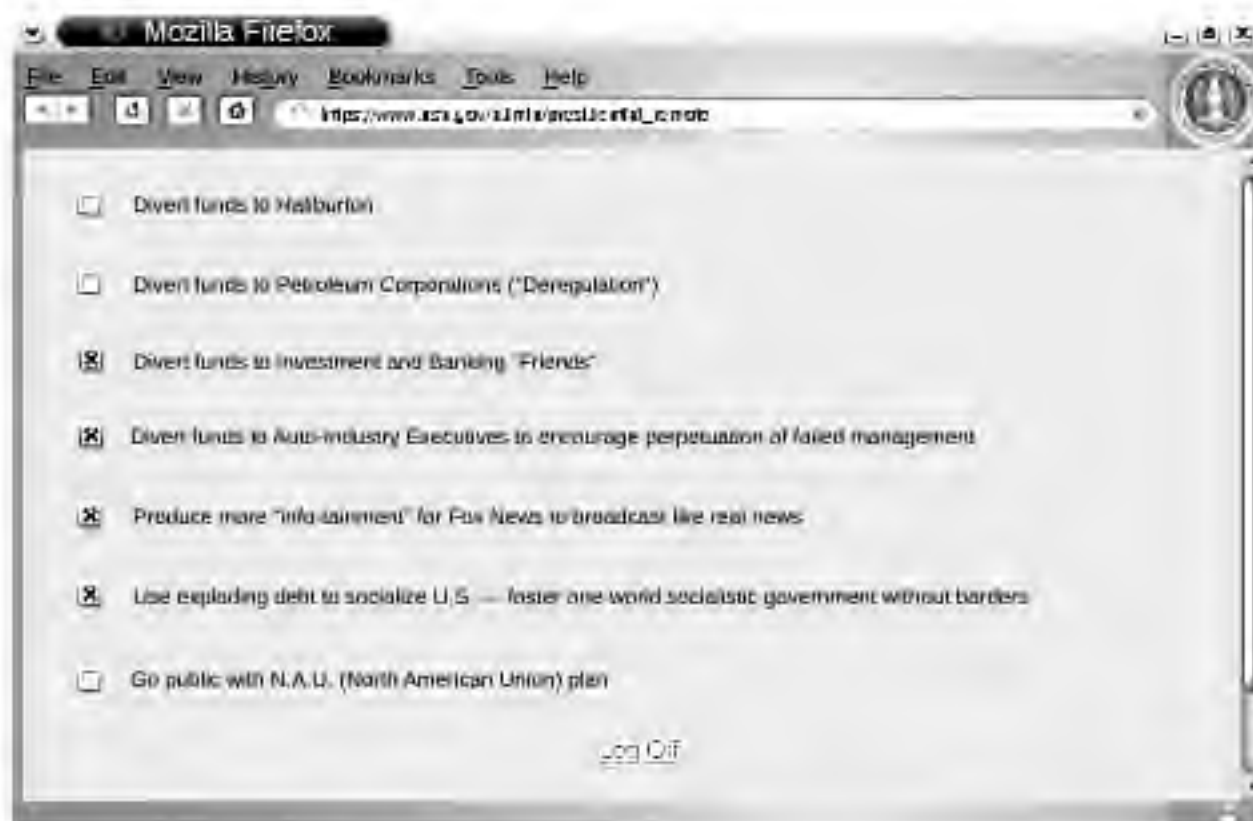 Mozilla Firefox
File Edit View History Bookmarks Tools Help
Divert funds to Haliburton
Divert funds to Petroleum Corporations ("Deregulation")
Divert funds to Investment and Banking "Friends"
Divert funds to Auto-Industry Executives to encourage perpetuation of failed management
Produce more "info-tainment" for Fox News to broadcast like real news
Use exploding debt to socialize U.S. — foster one world socialistic government without borders
Go public with N.A.U. (North American Union) plan
Log Off